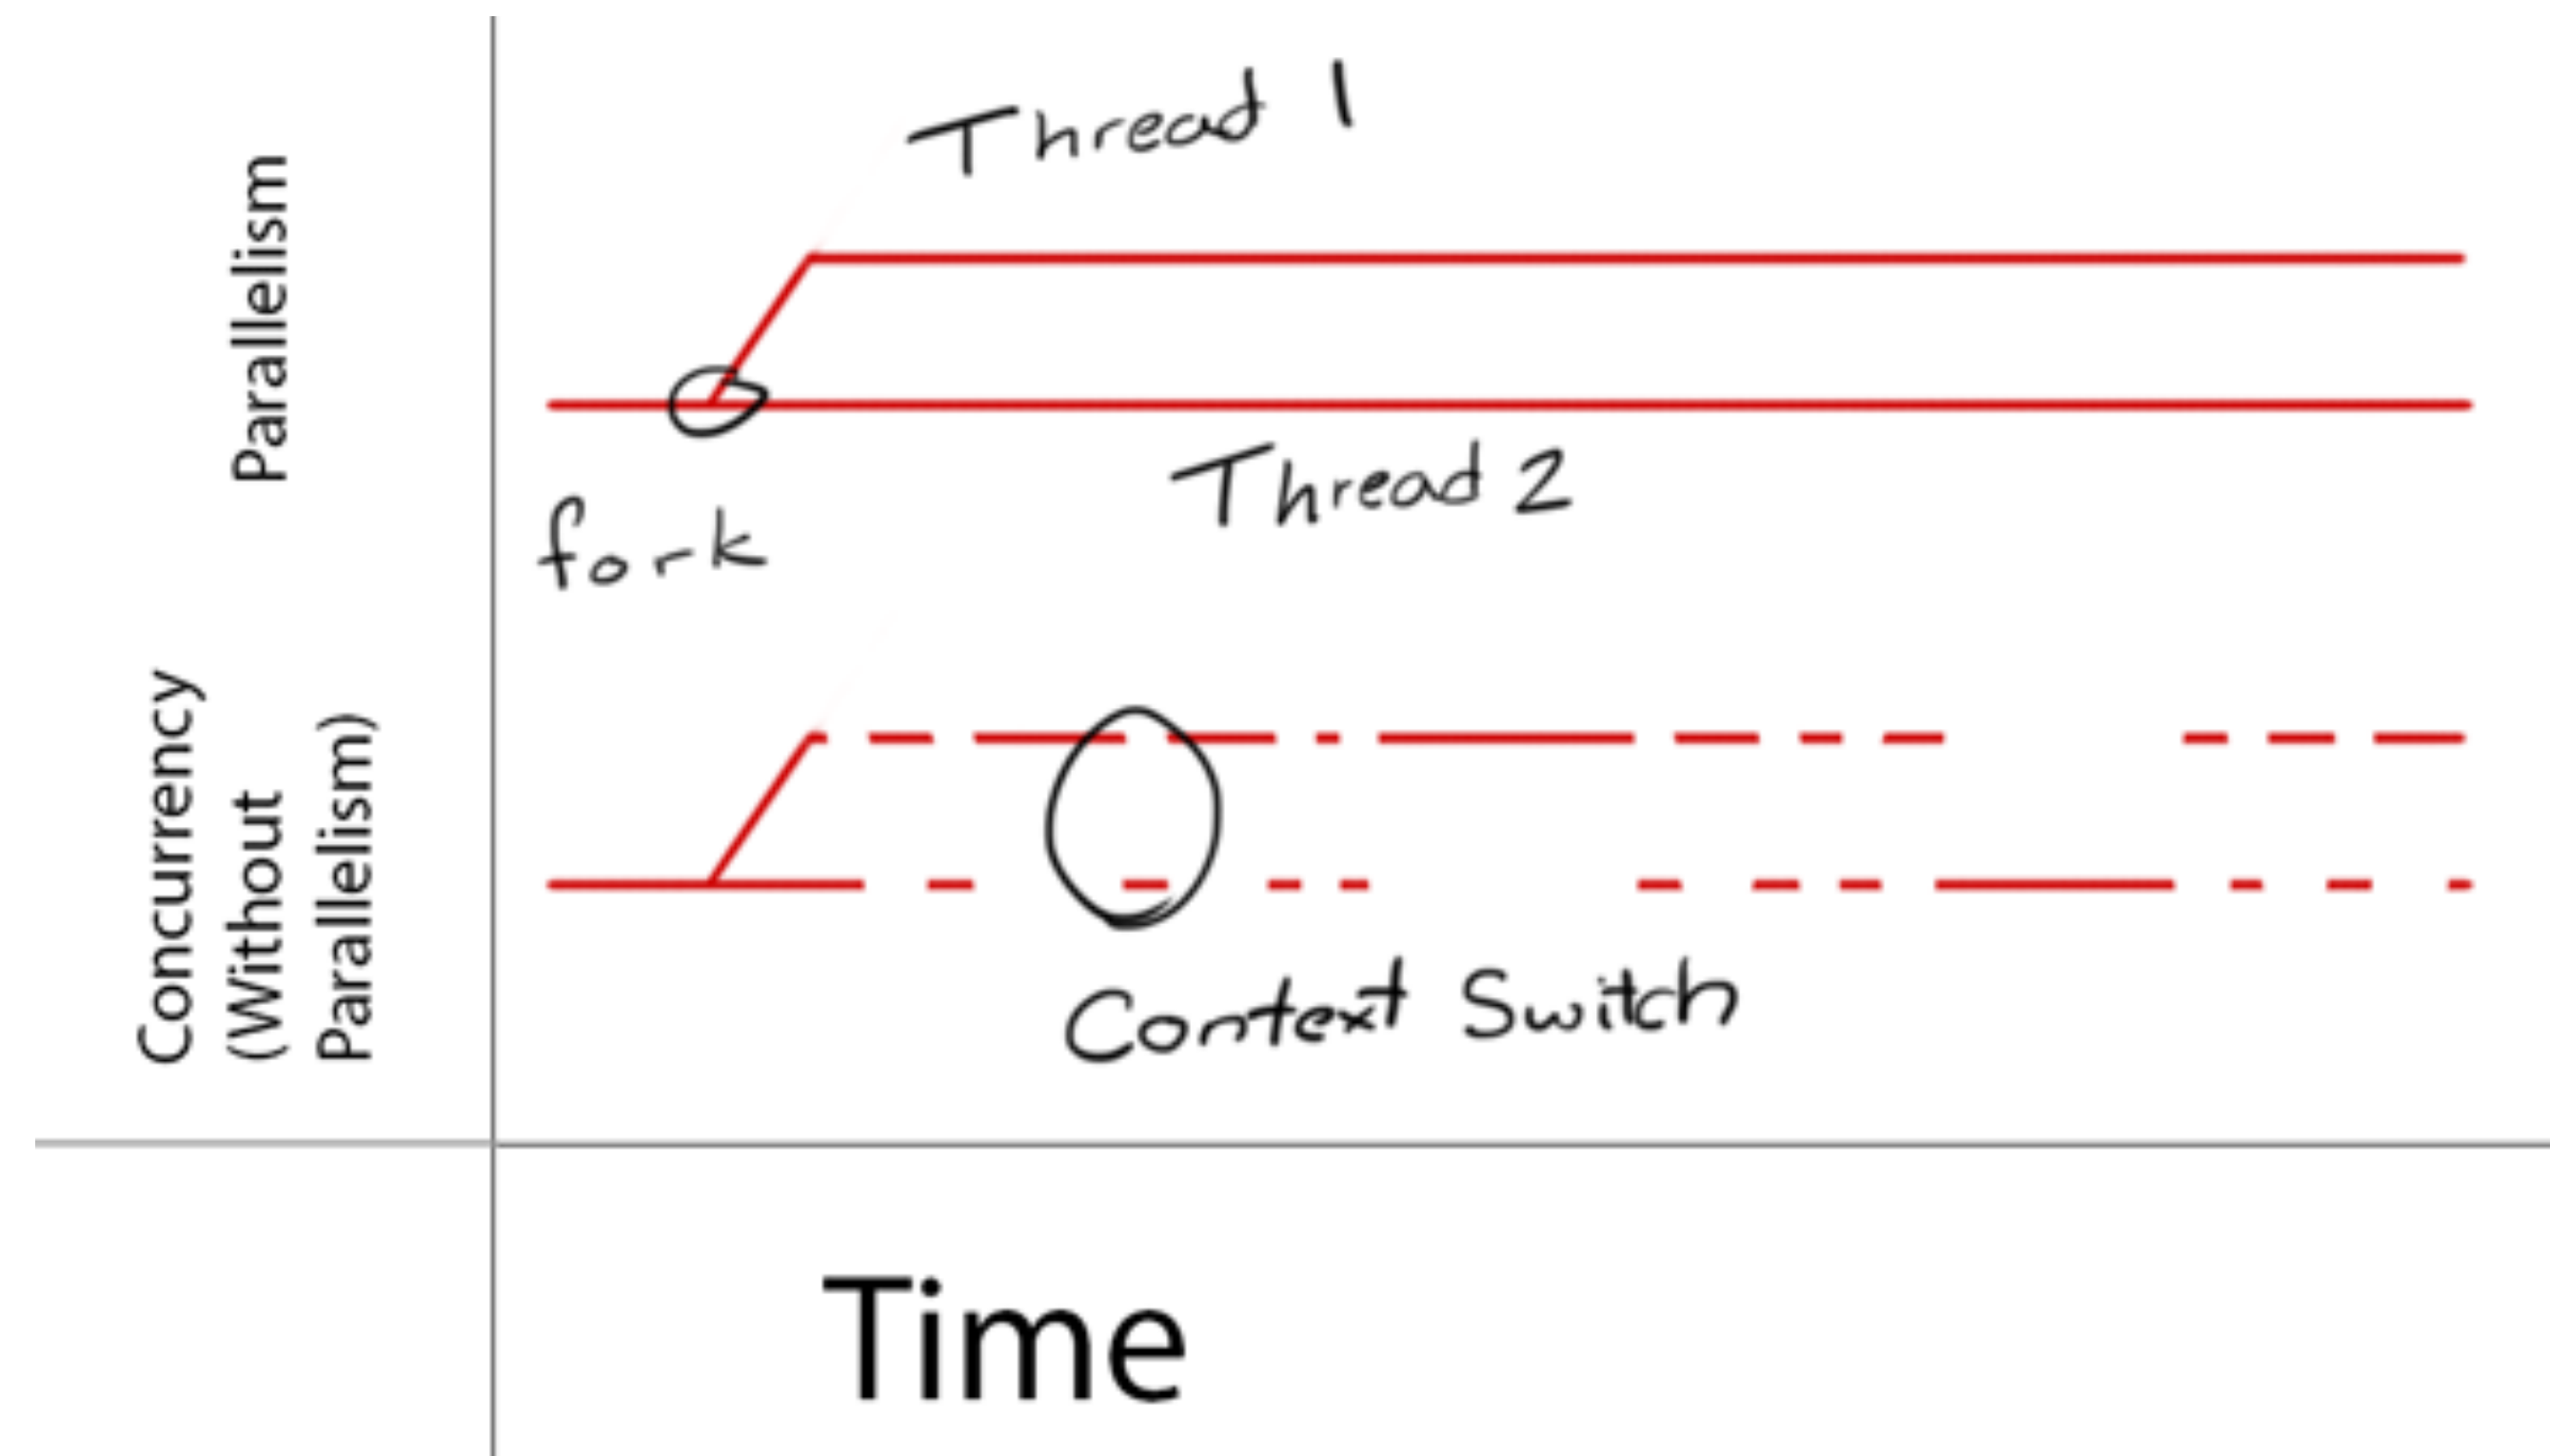 Parallelism
Thread 1
Thread 2
fork
Concurrency
(Without
Parallelism)
Context Switch
Time